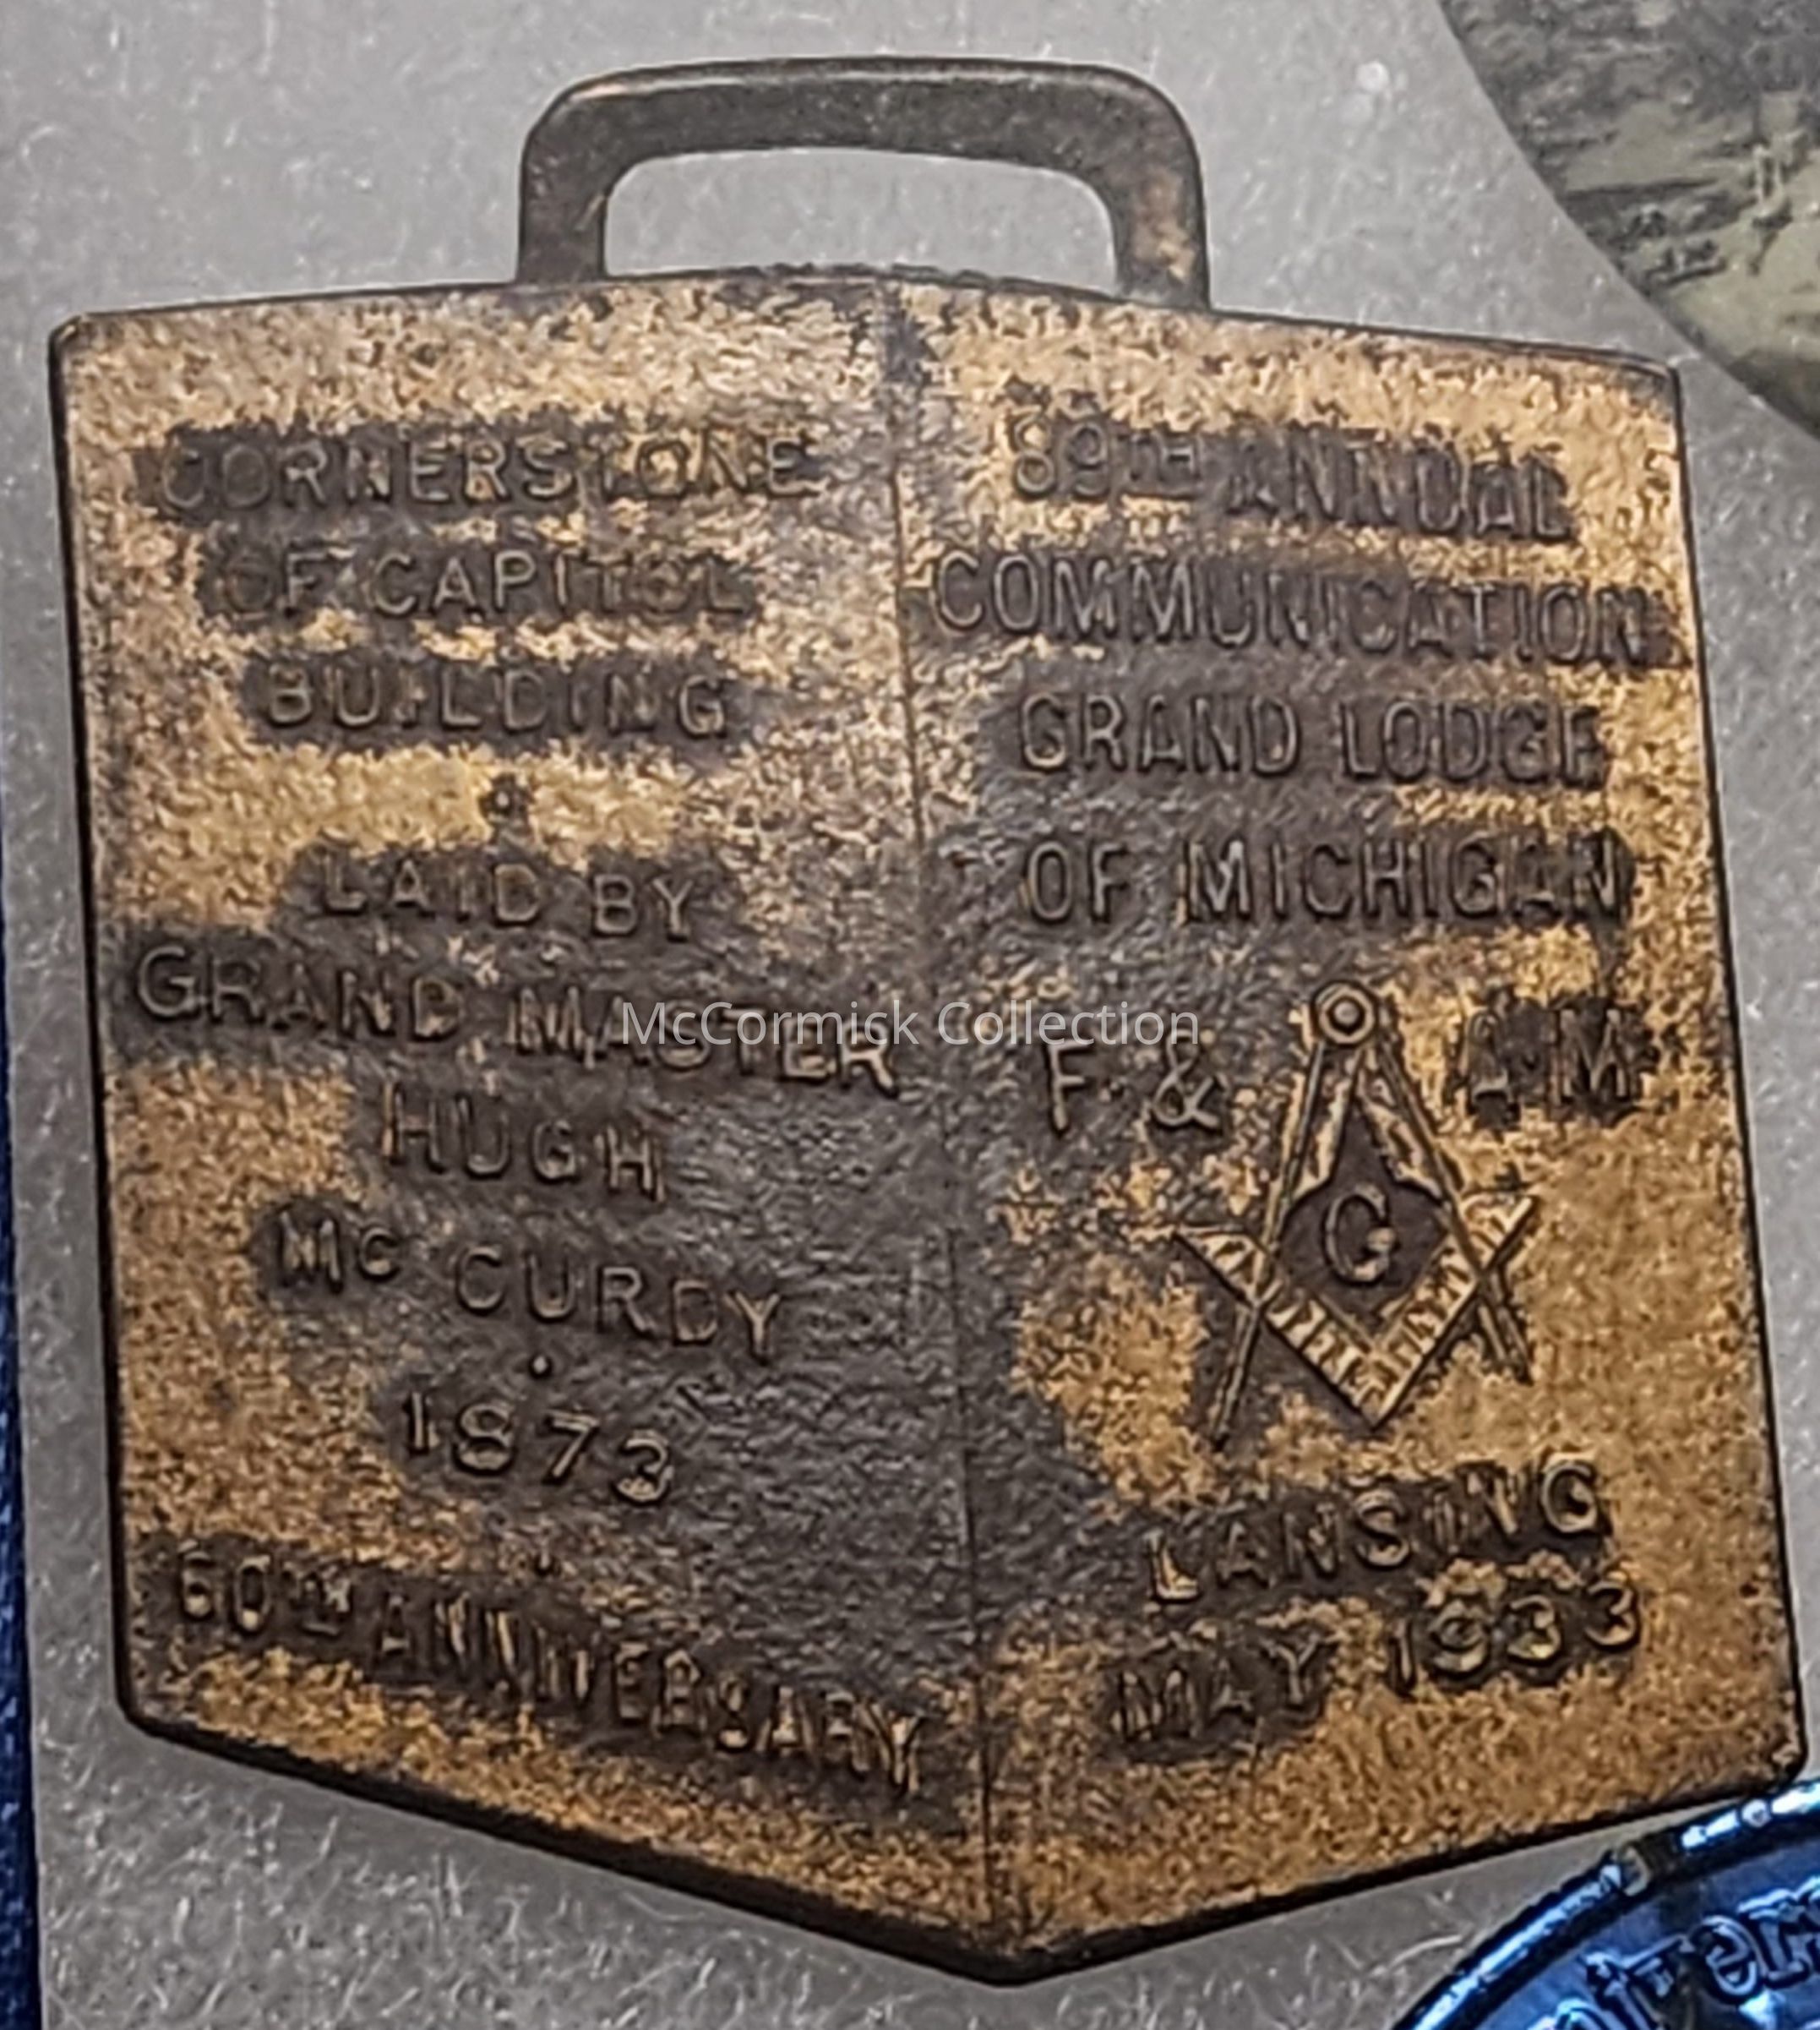 CORNERSTONE
OF CAPITOL
BUILDING
LAID BY
GRAND MASTER
HUGH
Mc CURDY
1873
60TH ANNIVERSARY
89TH ANNUAL
COMMUNICATION
GRAND LODGE
OF MICHIGAN
F. & A.M.
G
LANSING
MAY 1933
McCormick Collection